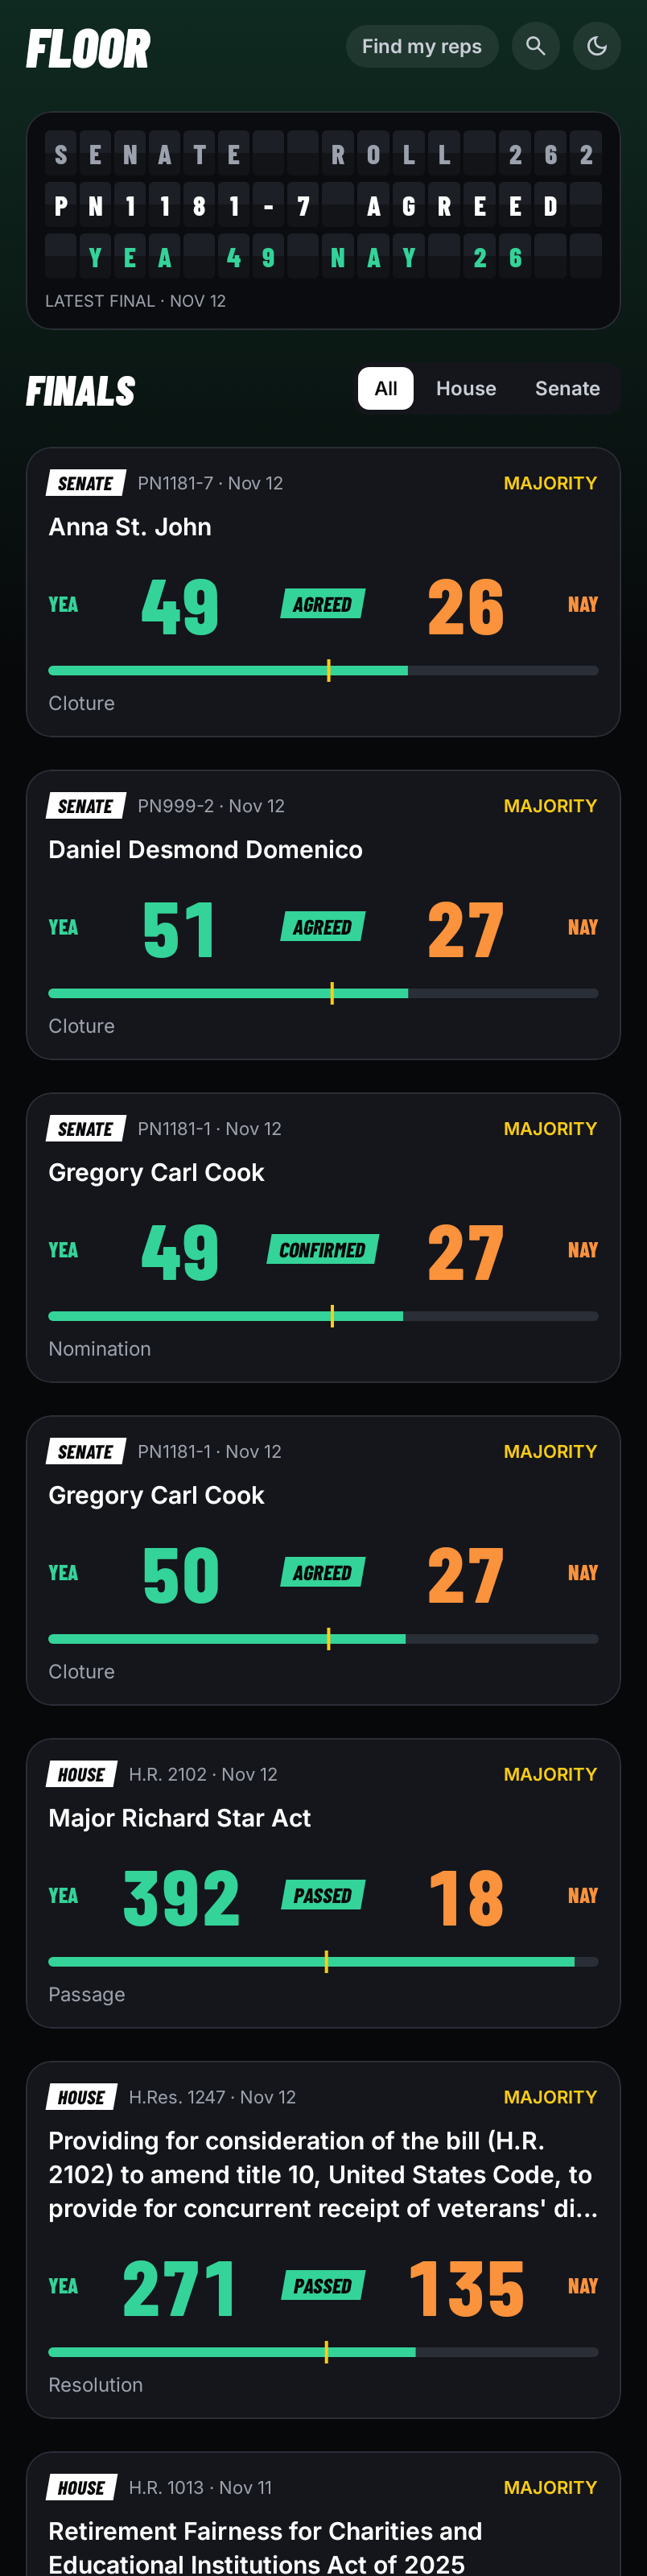 FLOOR
Find my reps
SENATE ROLL 262
PN1181-7 AGREED
YEA 49 NAY 26
LATEST FINAL · NOV 12
FINALS
All House Senate
SENATE PN1181-7 · Nov 12 MAJORITY
Anna St. John
YEA 49 AGREED 26 NAY
Cloture
SENATE PN999-2 · Nov 12 MAJORITY
Daniel Desmond Domenico
YEA 51 AGREED 27 NAY
Cloture
SENATE PN1181-1 · Nov 12 MAJORITY
Gregory Carl Cook
YEA 49 CONFIRMED 27 NAY
Nomination
SENATE PN1181-1 · Nov 12 MAJORITY
Gregory Carl Cook
YEA 50 AGREED 27 NAY
Cloture
HOUSE H.R. 2102 · Nov 12 MAJORITY
Major Richard Star Act
YEA 392 PASSED 18 NAY
Passage
HOUSE H.Res. 1247 · Nov 12 MAJORITY
Providing for consideration of the bill (H.R.
2102) to amend title 10, United States Code, to
provide for concurrent receipt of veterans' di...
YEA 271 PASSED 135 NAY
Resolution
HOUSE H.R. 1013 · Nov 11 MAJORITY
Retirement Fairness for Charities and
Educational Institutions Act of 2025